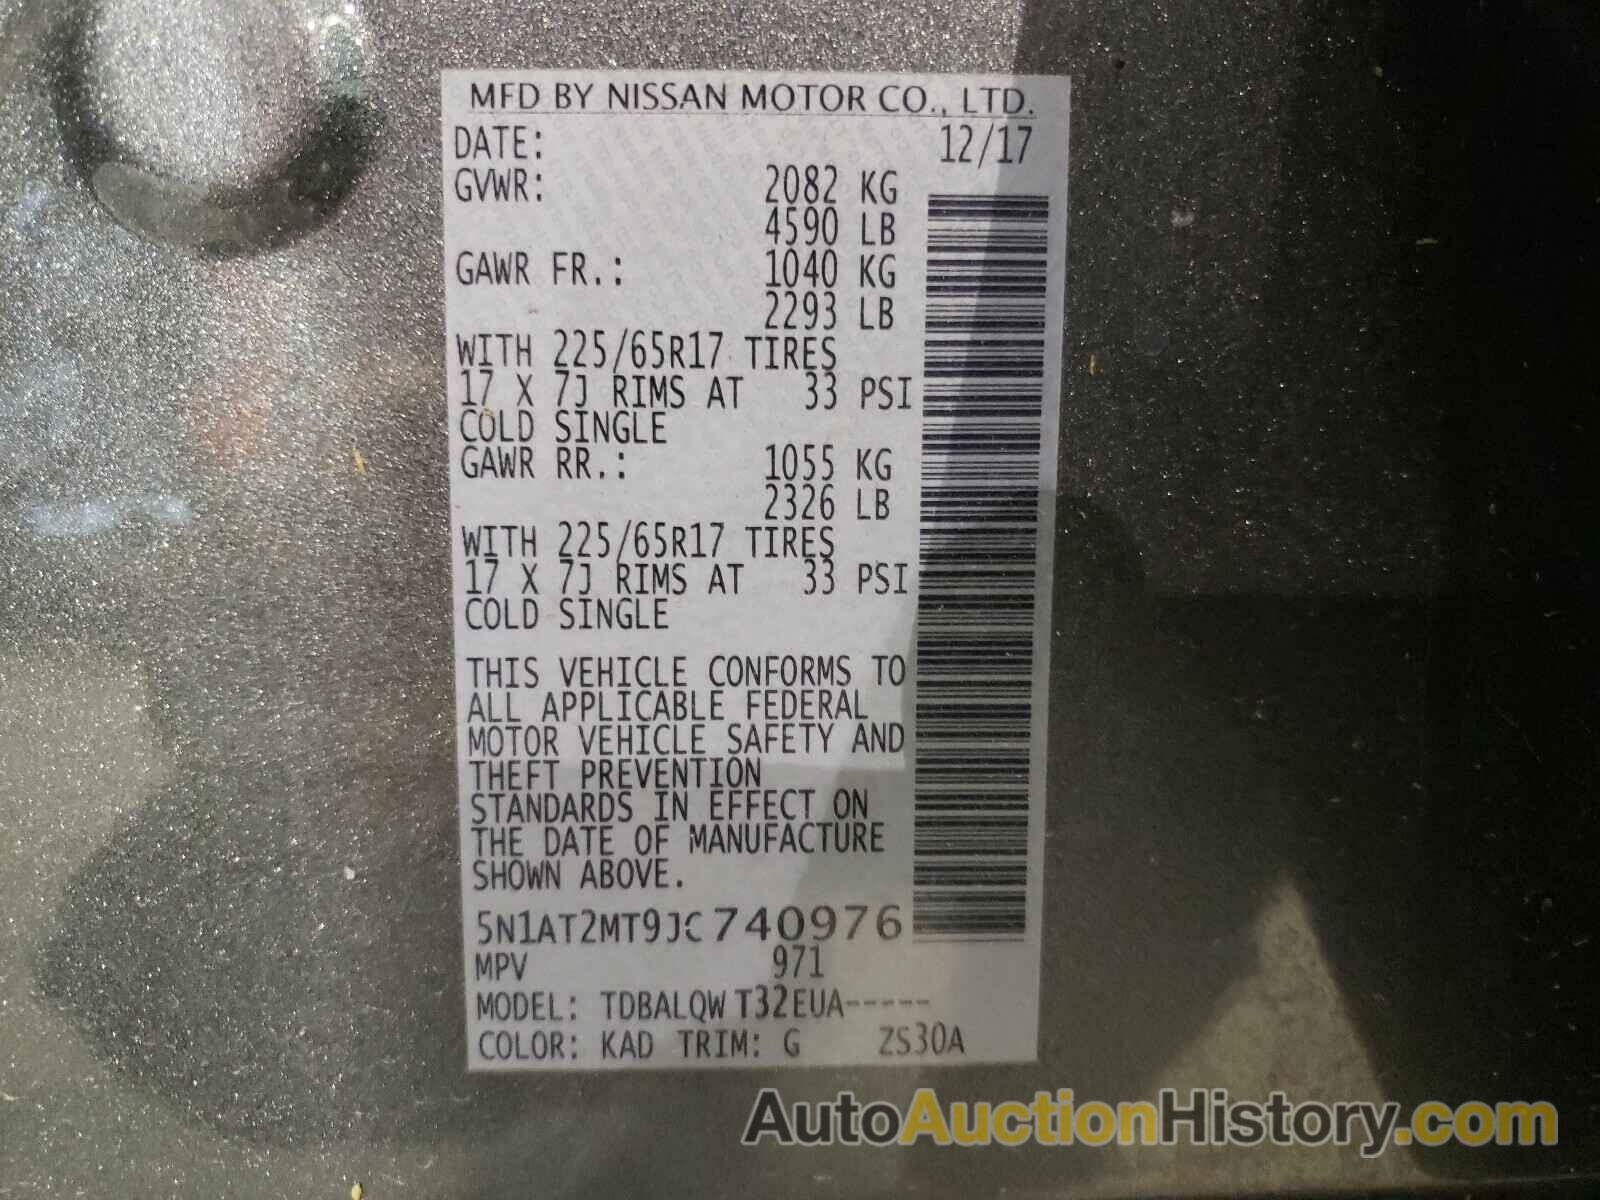 MFD BY NISSAN MOTOR CO., LTD.
DATE: 12/17
GVWR: 2082 KG
4590 LB
GAWR FR.: 1040 KG
2293 LB
WITH 225/65R17 TIRES
17 X 7J RIMS AT 33 PSI
COLD SINGLE
GAWR RR.: 1055 KG
2326 LB
WITH 225/65R17 TIRES
17 X 7J RIMS AT 33 PSI
COLD SINGLE
THIS VEHICLE CONFORMS TO
ALL APPLICABLE FEDERAL
MOTOR VEHICLE SAFETY AND
THEFT PREVENTION
STANDARDS IN EFFECT ON
THE DATE OF MANUFACTURE
SHOWN ABOVE.
5N1AT2MT9JC740976
MPV 971
MODEL: TDBALQW T32EUA-----
COLOR: KAD TRIM: G ZS30A
AutoAuctionHistory.com